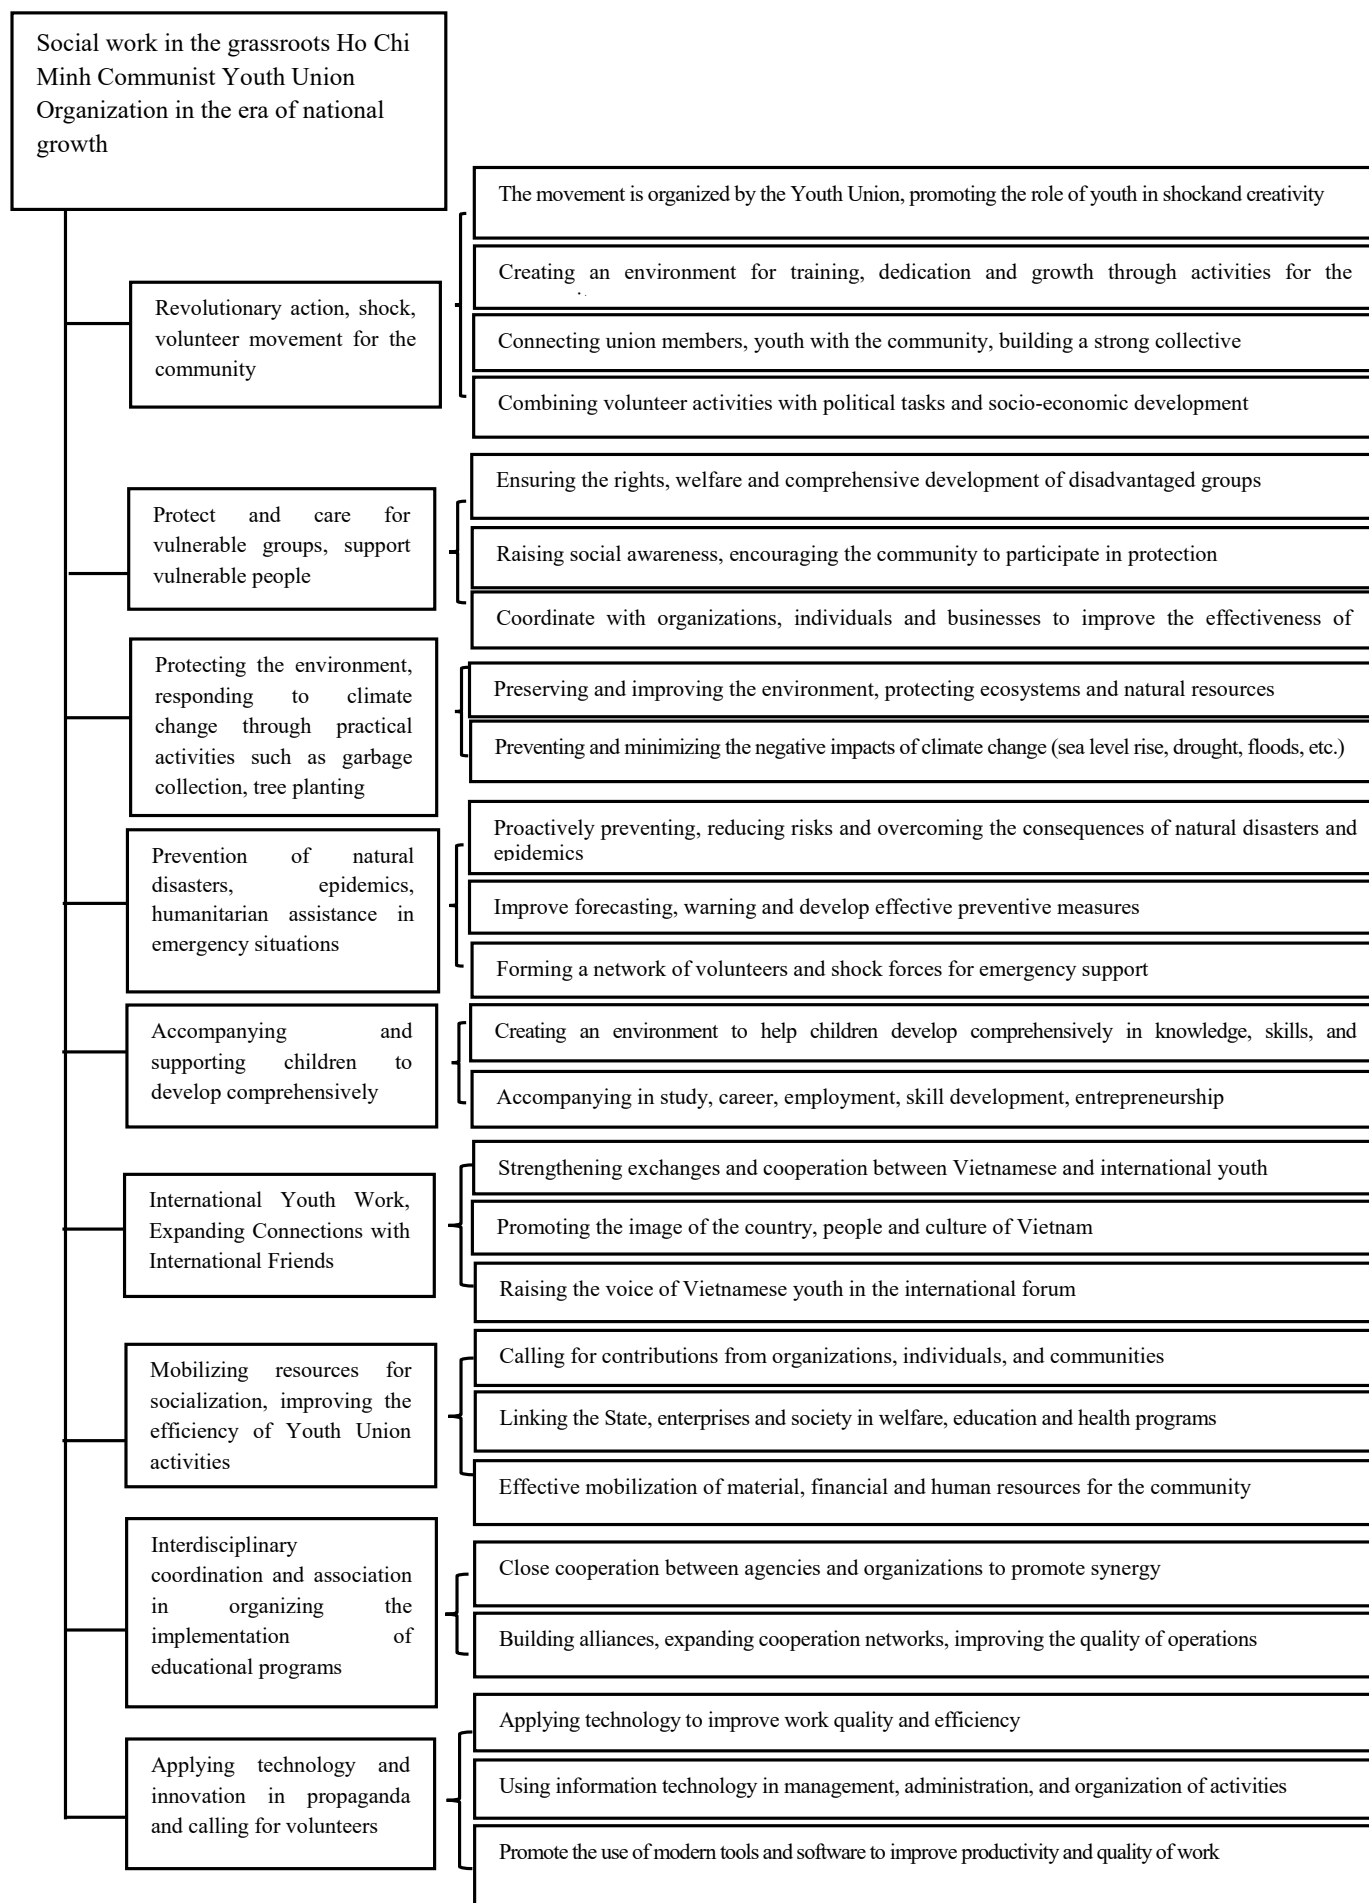 Social work in the grassroots Ho Chi
Minh Communist Youth Union
Organization in the era of national
growth
Revolutionary action, shock,
volunteer movement for the
community
The movement is organized by the Youth Union, promoting the role of youth in shockand creativity
Creating an environment for training, dedication and growth through activities for the
Connecting union members, youth with the community, building a strong collective
Combining volunteer activities with political tasks and socio-economic development
Protect and care for
vulnerable groups, support
vulnerable people
Ensuring the rights, welfare and comprehensive development of disadvantaged groups
Raising social awareness, encouraging the community to participate in protection
Coordinate with organizations, individuals and businesses to improve the effectiveness of
Protecting the environment,
responding to climate
change through practical
activities such as garbage
collection, tree planting
Preserving and improving the environment, protecting ecosystems and natural resources
Preventing and minimizing the negative impacts of climate change (sea level rise, drought, floods, etc.)
Prevention of natural
disasters, epidemics,
humanitarian assistance in
emergency situations
Proactively preventing, reducing risks and overcoming the consequences of natural disasters and
epidemics
Improve forecasting, warning and develop effective preventive measures
Forming a network of volunteers and shock forces for emergency support
Accompanying and
supporting children to
develop comprehensively
Creating an environment to help children develop comprehensively in knowledge, skills, and
Accompanying in study, career, employment, skill development, entrepreneurship
International Youth Work,
Expanding Connections with
International Friends
Strengthening exchanges and cooperation between Vietnamese and international youth
Promoting the image of the country, people and culture of Vietnam
Raising the voice of Vietnamese youth in the international forum
Mobilizing resources for
socialization, improving the
efficiency of Youth Union
activities
Calling for contributions from organizations, individuals, and communities
Linking the State, enterprises and society in welfare, education and health programs
Effective mobilization of material, financial and human resources for the community
Interdisciplinary
coordination and association
in organizing the
implementation of
educational programs
Close cooperation between agencies and organizations to promote synergy
Building alliances, expanding cooperation networks, improving the quality of operations
Applying technology and
innovation in propaganda
and calling for volunteers
Applying technology to improve work quality and efficiency
Using information technology in management, administration, and organization of activities
Promote the use of modern tools and software to improve productivity and quality of work